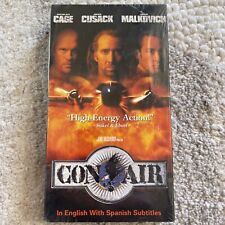 CAGE CUSACK MALKOVICH
"High-Energy Action!"
CON AIR
In English With Spanish Subtitles